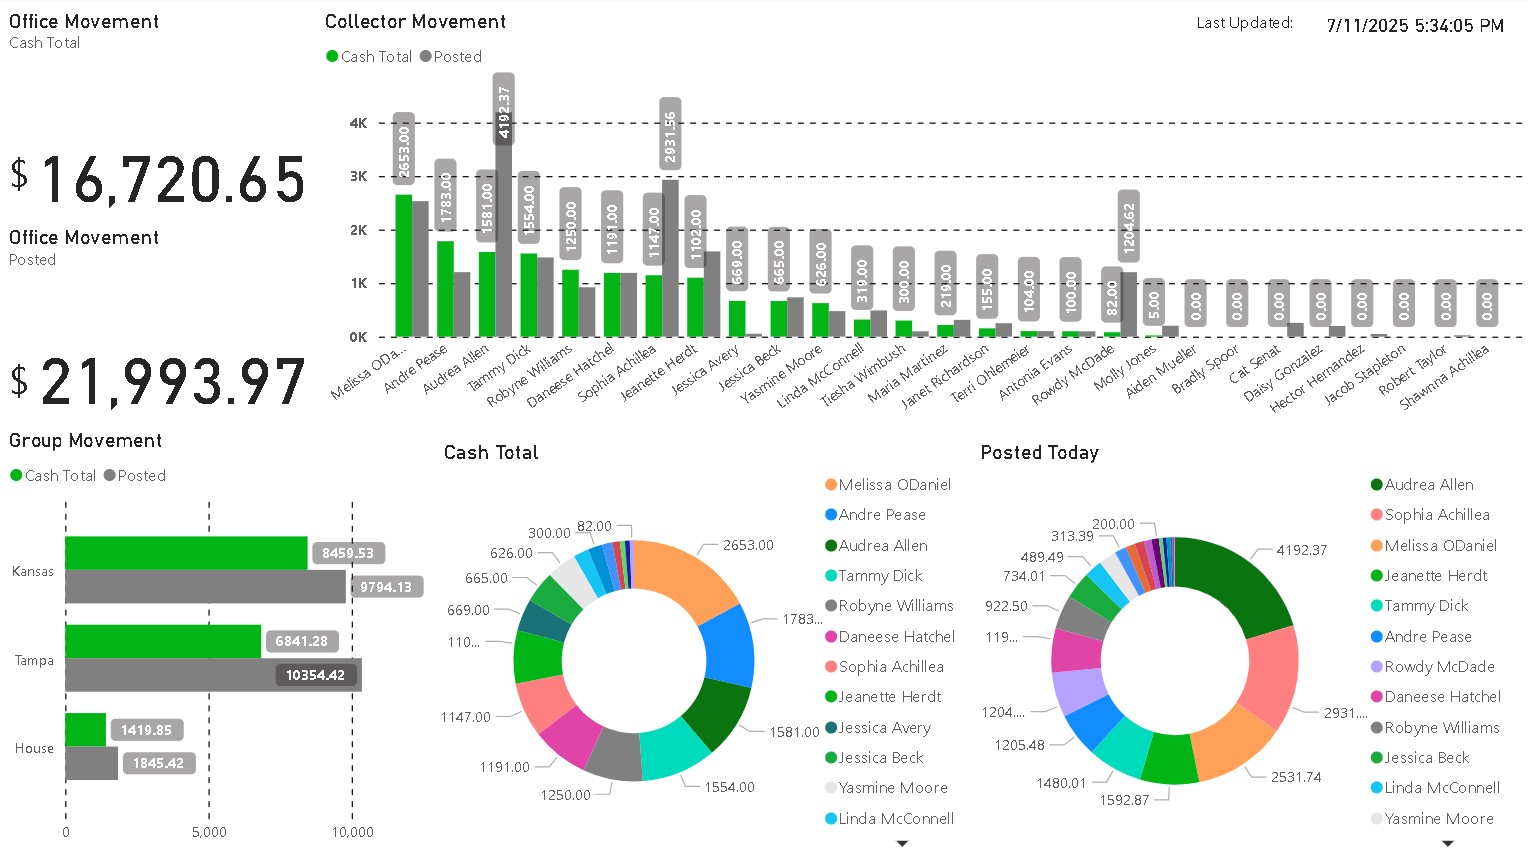 Office Movement
Cash Total
$ 16,720.65
Office Movement
Posted
$ 21,993.97
Collector Movement
Cash Total Posted
Last Updated: 7/11/2025 5:34:05 PM
4K
3K
2K
1K
0K
2653.00
1783.00
1581.00
4192.37
1554.00
1250.00
1191.00
1147.00
2931.56
1102.00
669.00
665.00
626.00
319.00
300.00
219.00
155.00
104.00
100.00
82.00
1204.62
5.00
0.00
0.00
0.00
0.00
0.00
0.00
0.00
0.00
Melissa ODa...
Andre Pease
Audrea Allen
Tammy Dick
Robyne Williams
Daneese Hatchel
Sophia Achillea
Jeanette Herdt
Jessica Avery
Jessica Beck
Yasmine Moore
Linda McConnell
Tiesha Wimbush
Maria Martinez
Janet Richardson
Terri Ohlemeier
Antonia Evans
Rowdy McDade
Molly Jones
Aiden Mueller
Brady Spoor
Cat Senat
Daisy Gonzalez
Hector Hernandez
Jacob Stapleton
Robert Taylor
Shawnna Achillea
Group Movement
Cash Total Posted
Kansas
8459.53
9794.13
Tampa
6841.28
10354.42
House
1419.85
1845.42
0 5,000 10,000
Cash Total
2653.00
1783...
1581.00
1554.00
1250.00
1191.00
1147.00
110...
669.00
665.00
626.00
300.00
82.00
Melissa ODaniel
Andre Pease
Audrea Allen
Tammy Dick
Robyne Williams
Daneese Hatchel
Sophia Achillea
Jeanette Herdt
Jessica Avery
Jessica Beck
Yasmine Moore
Linda McConnell
Posted Today
4192.37
2931....
2531.74
1592.87
1480.01
1205.48
1204....
119...
922.50
734.01
489.49
313.39
200.00
Audrea Allen
Sophia Achillea
Melissa ODaniel
Jeanette Herdt
Tammy Dick
Andre Pease
Rowdy McDade
Daneese Hatchel
Robyne Williams
Jessica Beck
Linda McConnell
Yasmine Moore